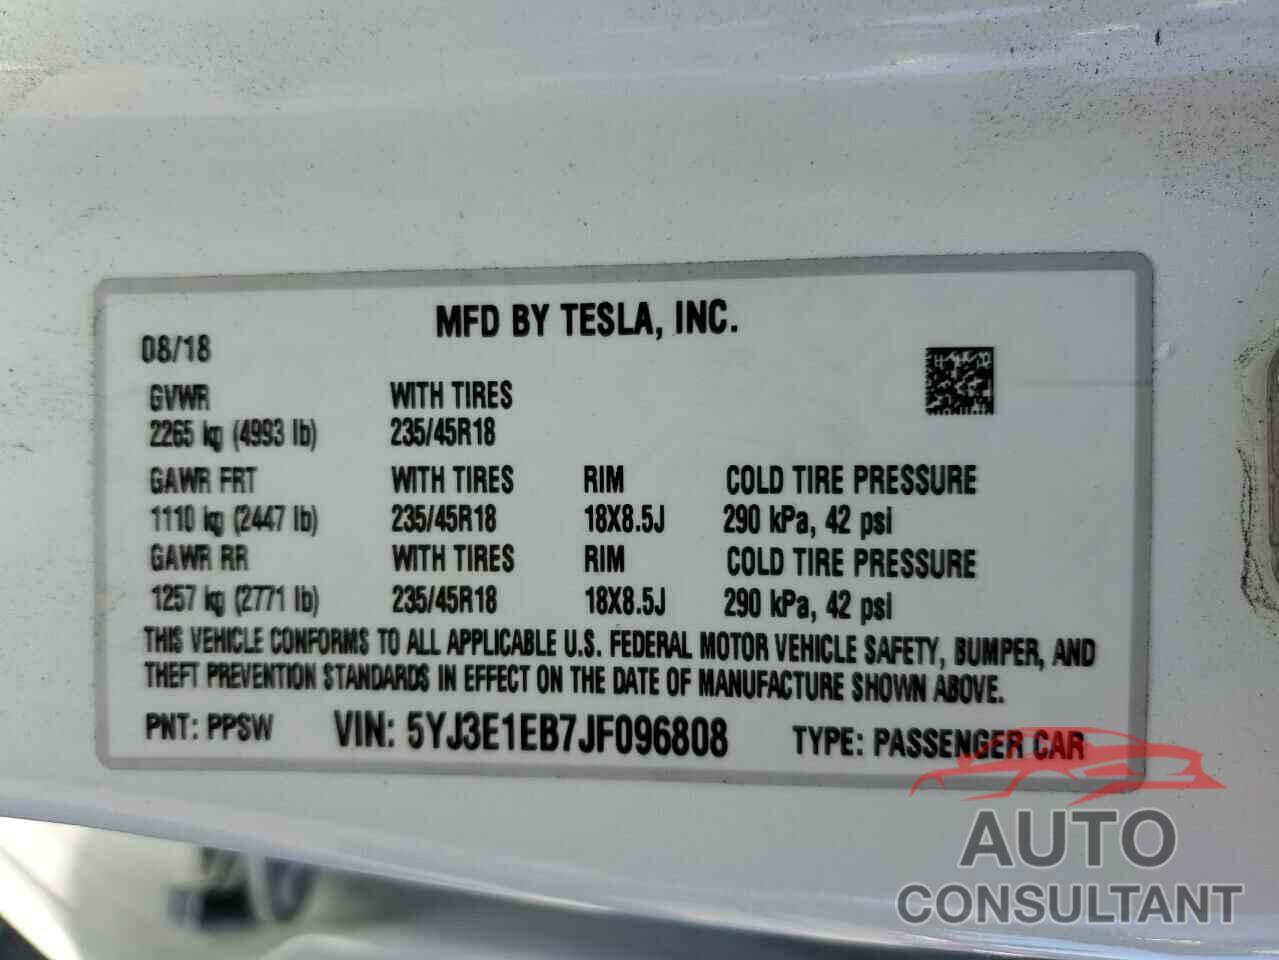 MFD BY TESLA, INC.
08/18
GVWR WITH TIRES
2265 kg (4993 lb) 235/45R18
GAWR FRT WITH TIRES RIM COLD TIRE PRESSURE
1110 kg (2447 lb) 235/45R18 18X8.5J 290 kPa, 42 psi
GAWR RR WITH TIRES RIM COLD TIRE PRESSURE
1257 kg (2771 lb) 235/45R18 18X8.5J 290 kPa, 42 psi
THIS VEHICLE CONFORMS TO ALL APPLICABLE U.S. FEDERAL MOTOR VEHICLE SAFETY, BUMPER, AND
THEFT PREVENTION STANDARDS IN EFFECT ON THE DATE OF MANUFACTURE SHOWN ABOVE.
PNT: PPSW VIN: 5YJ3E1EB7JF096808 TYPE: PASSENGER CAR
AUTO
CONSULTANT